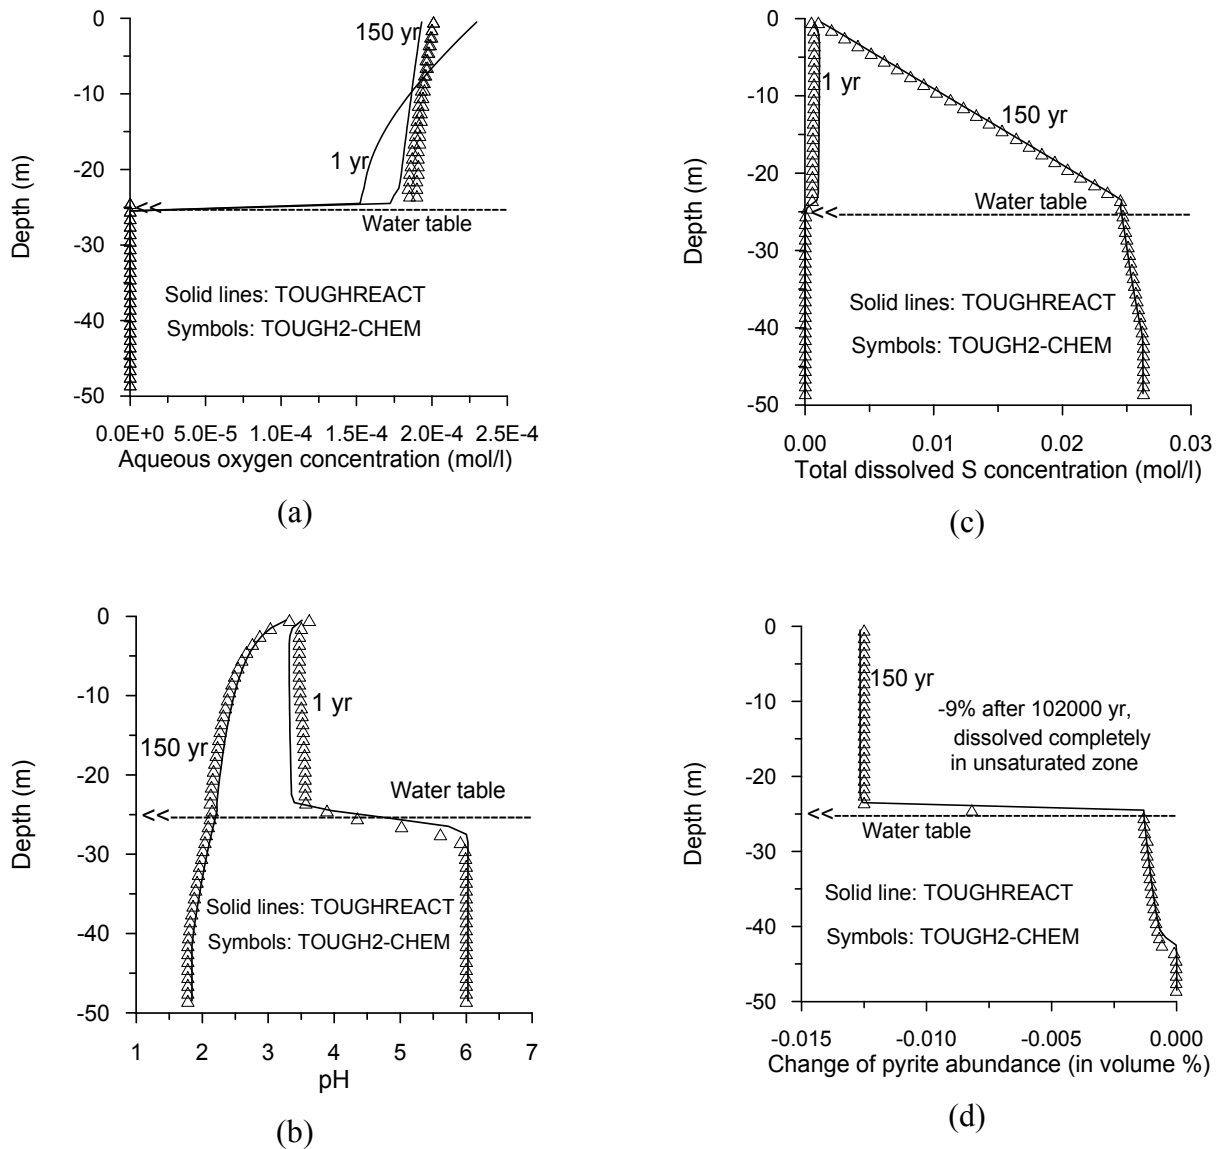 0
-10
-20
-30
-40
-50
Depth (m)
150 yr
1 yr
<<
Water table
Solid lines: TOUGHREACT
Symbols: TOUGH2-CHEM
0.0E+0 5.0E-5 1.0E-4 1.5E-4 2.0E-4 2.5E-4
Aqueous oxygen concentration (mol/l)
(a)
0
-10
-20
-30
-40
-50
Depth (m)
1 yr
150 yr
Water table
<<
Solid lines: TOUGHREACT
Symbols: TOUGH2-CHEM
0.00 0.01 0.02 0.03
Total dissolved S concentration (mol/l)
(c)
0
-10
-20
-30
-40
-50
Depth (m)
1 yr
150 yr
Water table
<<
Solid lines: TOUGHREACT
Symbols: TOUGH2-CHEM
1 2 3 4 5 6 7
pH
(b)
0
-10
-20
-30
-40
-50
Depth (m)
150 yr
-9% after 102000 yr,
dissolved completely
in unsaturated zone
<<
Water table
Solid line: TOUGHREACT
Symbols: TOUGH2-CHEM
-0.015 -0.010 -0.005 0.000
Change of pyrite abundance (in volume %)
(d)